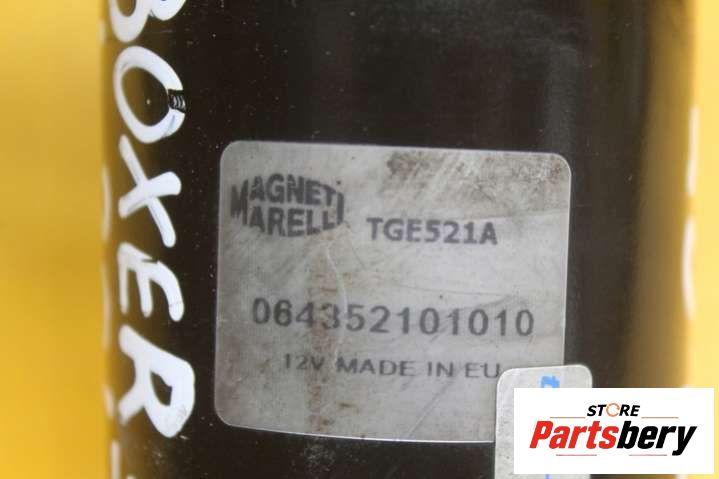 BOXER
MAGNETI
MARELLI
TGE521A
064352101010
12V MADE IN EU
STORE
Partsbery